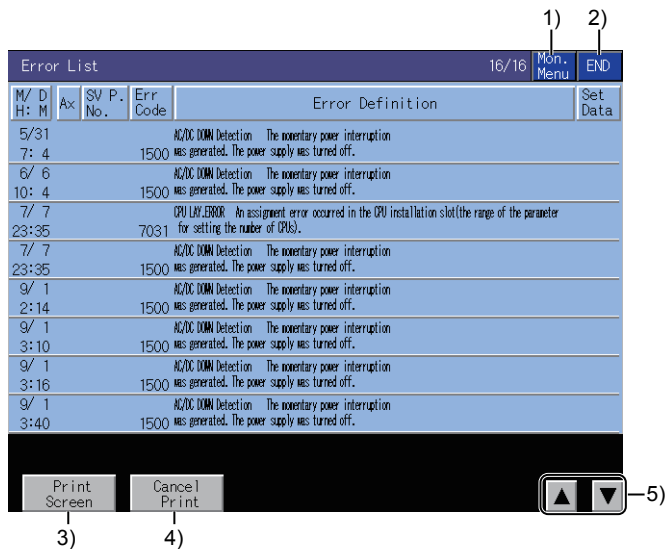 1) 2)
Error List 16/16 Mon. Menu END
M/ D H: M Ax SV P. No. Err Code Error Definition Set Data
5/31 AC/DC DOWN Detection The momentary power interruption
7: 4 1500 was generated. The power supply was turned off.
6/ 6 AC/DC DOWN Detection The momentary power interruption
10: 4 1500 was generated. The power supply was turned off.
7/ 7 CPU LAY.ERROR An assignment error occurred in the CPU installation slot(the range of the parameter
23:35 7031 for setting the number of CPUs).
7/ 7 AC/DC DOWN Detection The momentary power interruption
23:35 1500 was generated. The power supply was turned off.
9/ 1 AC/DC DOWN Detection The momentary power interruption
2:14 1500 was generated. The power supply was turned off.
9/ 1 AC/DC DOWN Detection The momentary power interruption
3:10 1500 was generated. The power supply was turned off.
9/ 1 AC/DC DOWN Detection The momentary power interruption
3:16 1500 was generated. The power supply was turned off.
9/ 1 AC/DC DOWN Detection The momentary power interruption
3:40 1500 was generated. The power supply was turned off.
Print Screen Cancel Print ▲ ▼ 5)
3) 4)